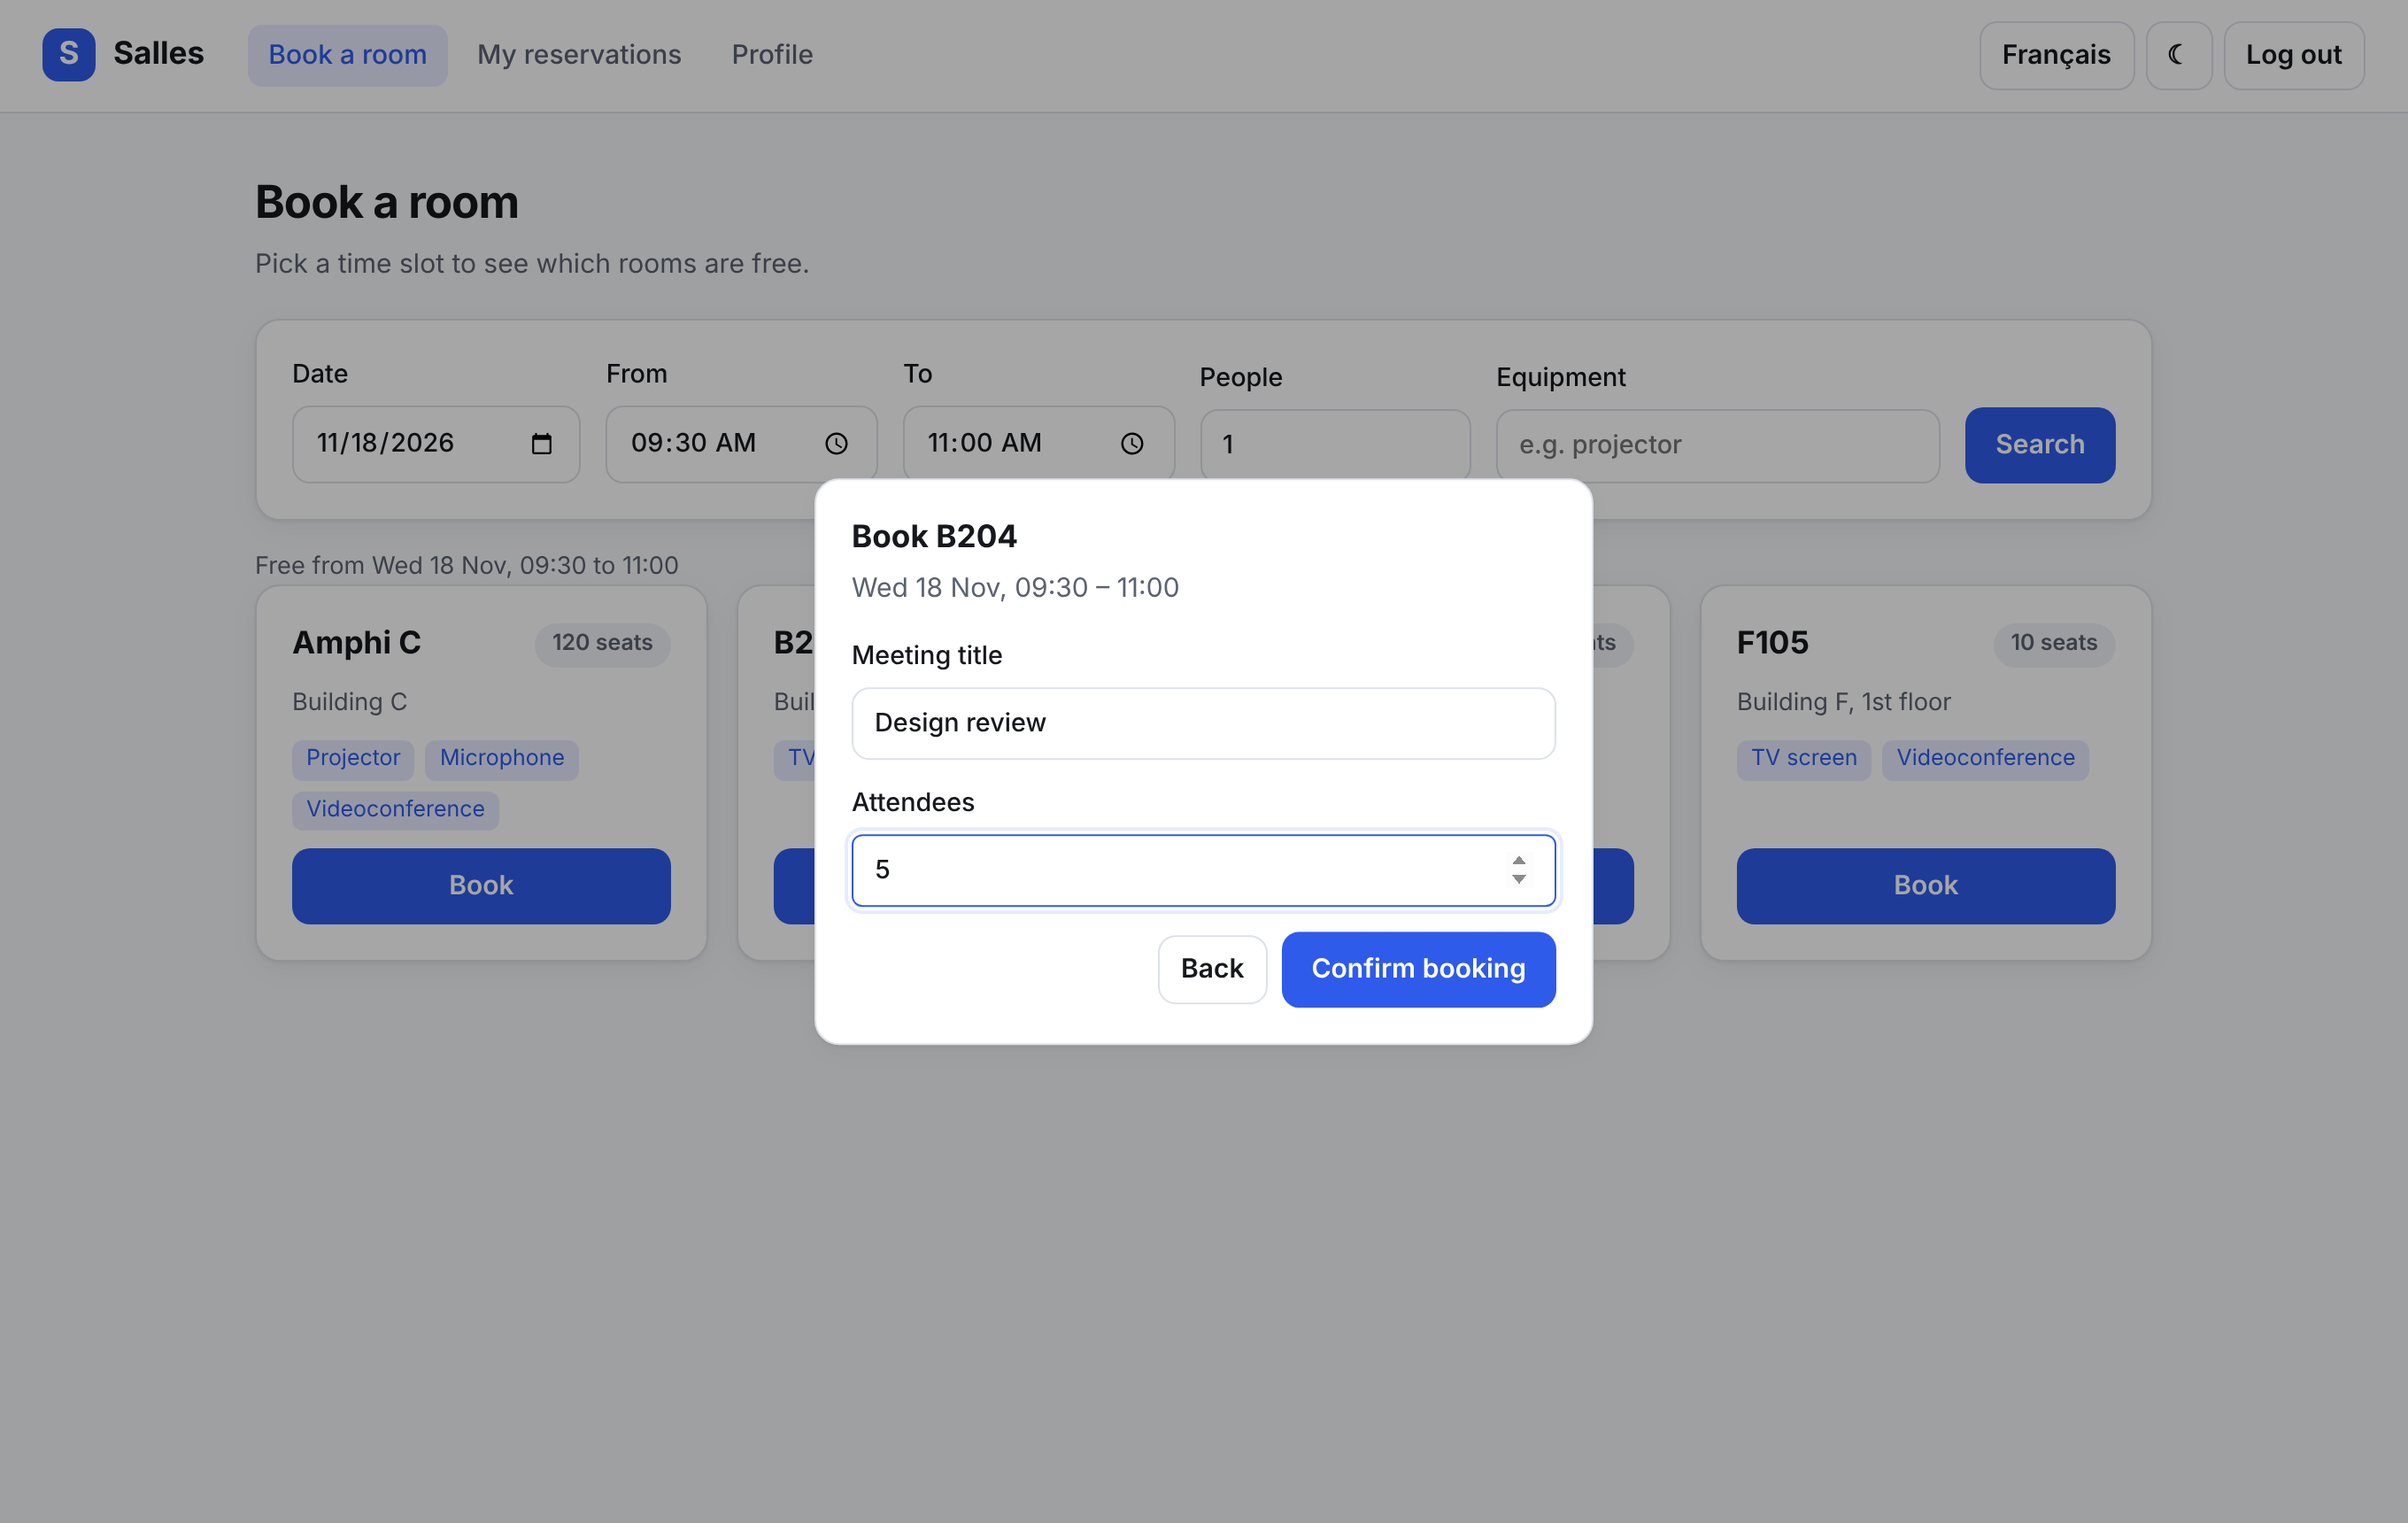 S Salles Book a room My reservations Profile Français Log out
Book a room
Pick a time slot to see which rooms are free.
Date From To People Equipment
11/18/2026 09:30 AM 11:00 AM 1 e.g. projector Search
Free from Wed 18 Nov, 09:30 to 11:00
Amphi C 120 seats
Building C
Projector Microphone
Videoconference
Book
Book B204
Wed 18 Nov, 09:30 – 11:00
Meeting title
Design review
Attendees
5
Back Confirm booking
F105 10 seats
Building F, 1st floor
TV screen Videoconference
Book